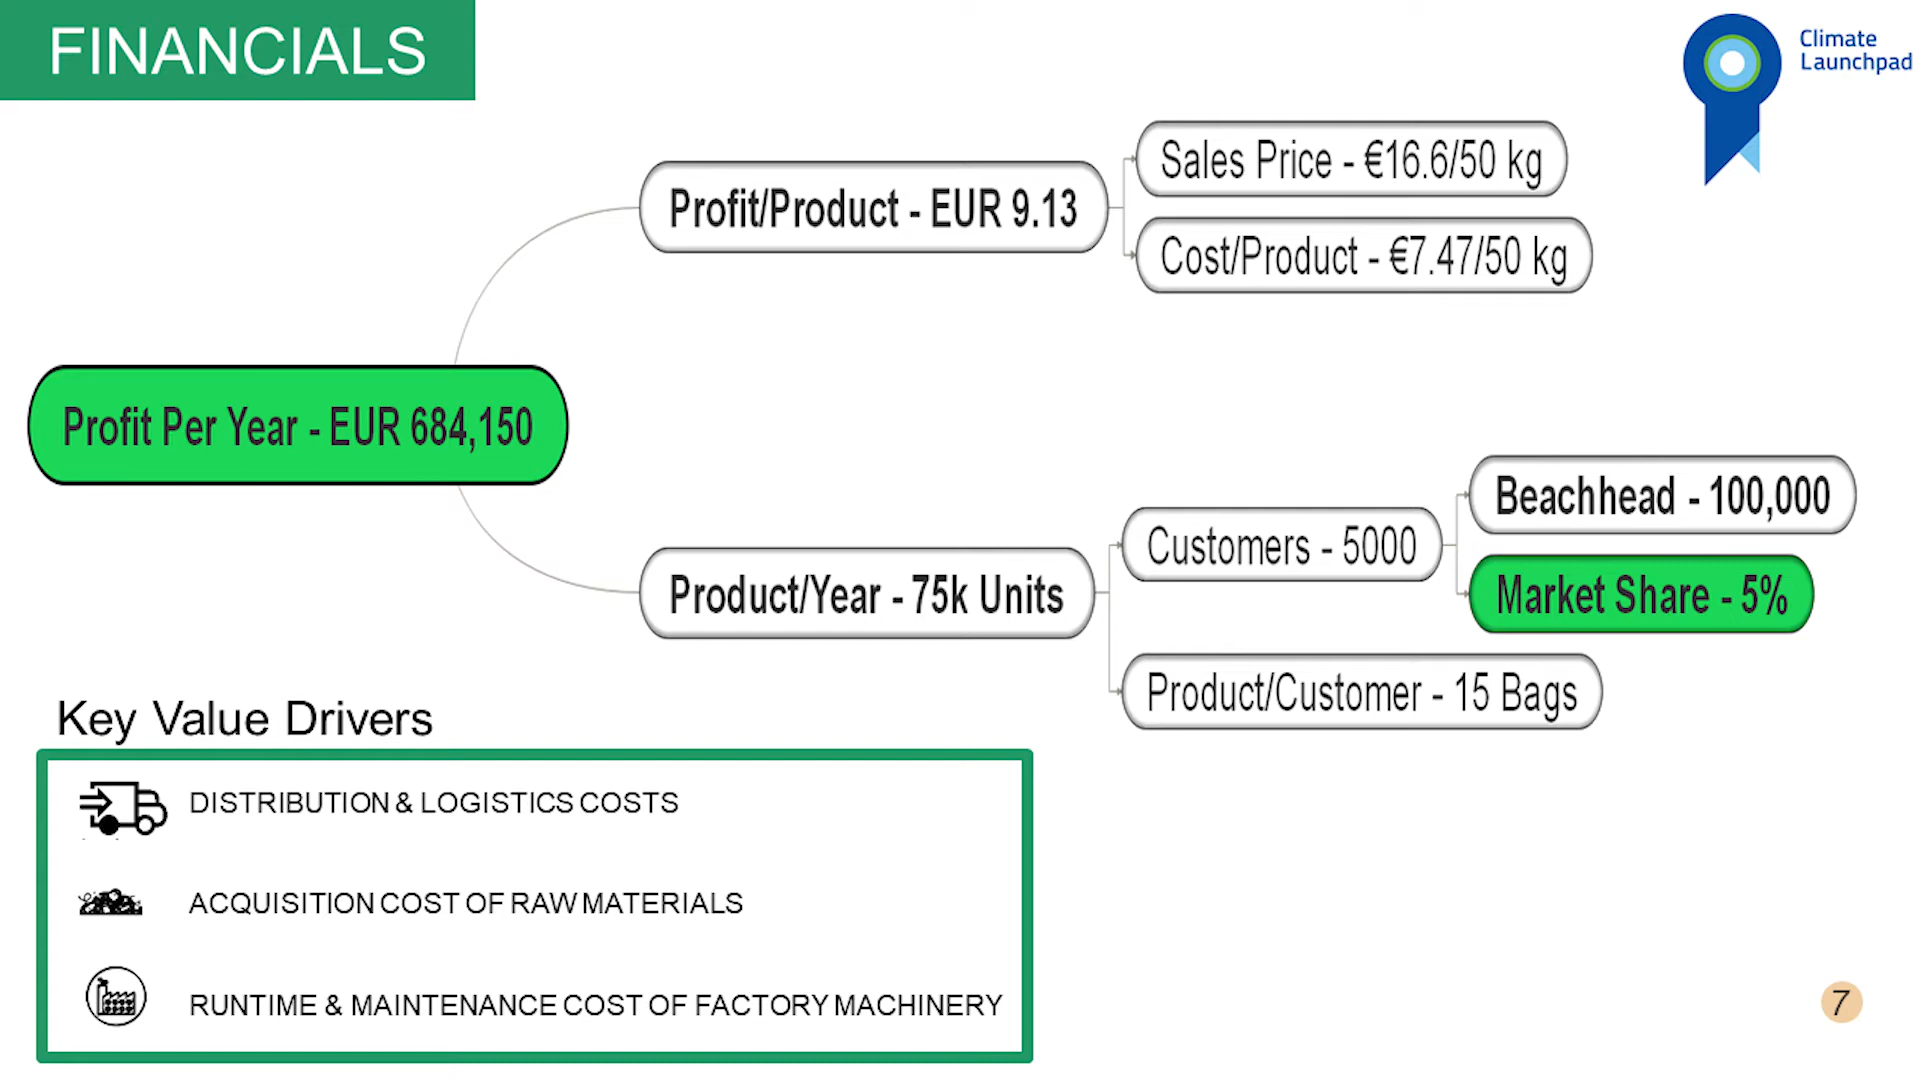 FINANCIALS
Climate
Launchpad
Sales Price - €16.6/50 kg
Profit/Product - EUR 9.13
Cost/Product - €7.47/50 kg
Profit Per Year - EUR 684,150
Beachhead - 100,000
Customers - 5000
Market Share - 5%
Product/Year - 75k Units
Product/Customer - 15 Bags
Key Value Drivers
DISTRIBUTION & LOGISTICS COSTS
ACQUISITION COST OF RAW MATERIALS
RUNTIME & MAINTENANCE COST OF FACTORY MACHINERY
7